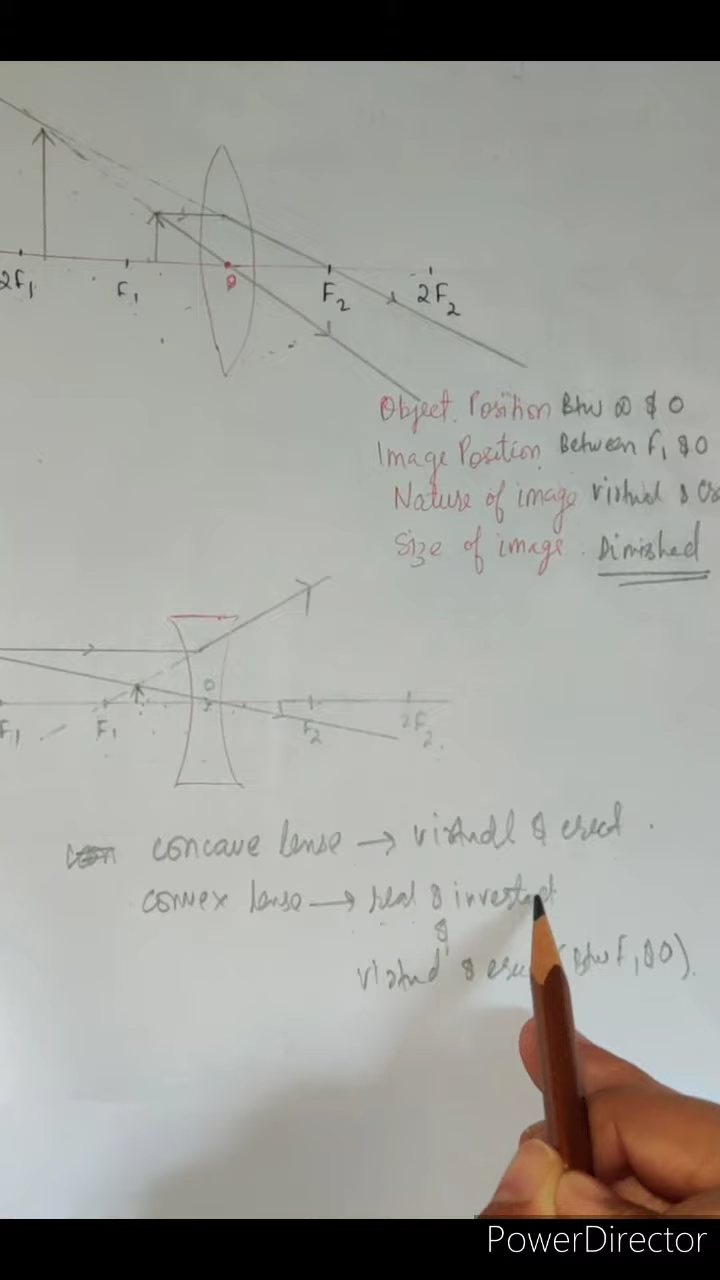 2F₁
F₁
O
F₂
2F₂
Object Position Btw ∞ & O
Image Position Between F₁ & O
Nature of image virtual &
Size of image : Diminished
O
F₁
F₁
F₂
2F₂
concave lense → virtual & erect .
convex lense → real & inverted
&
virtual & (Btw F₁ & O).
PowerDirector